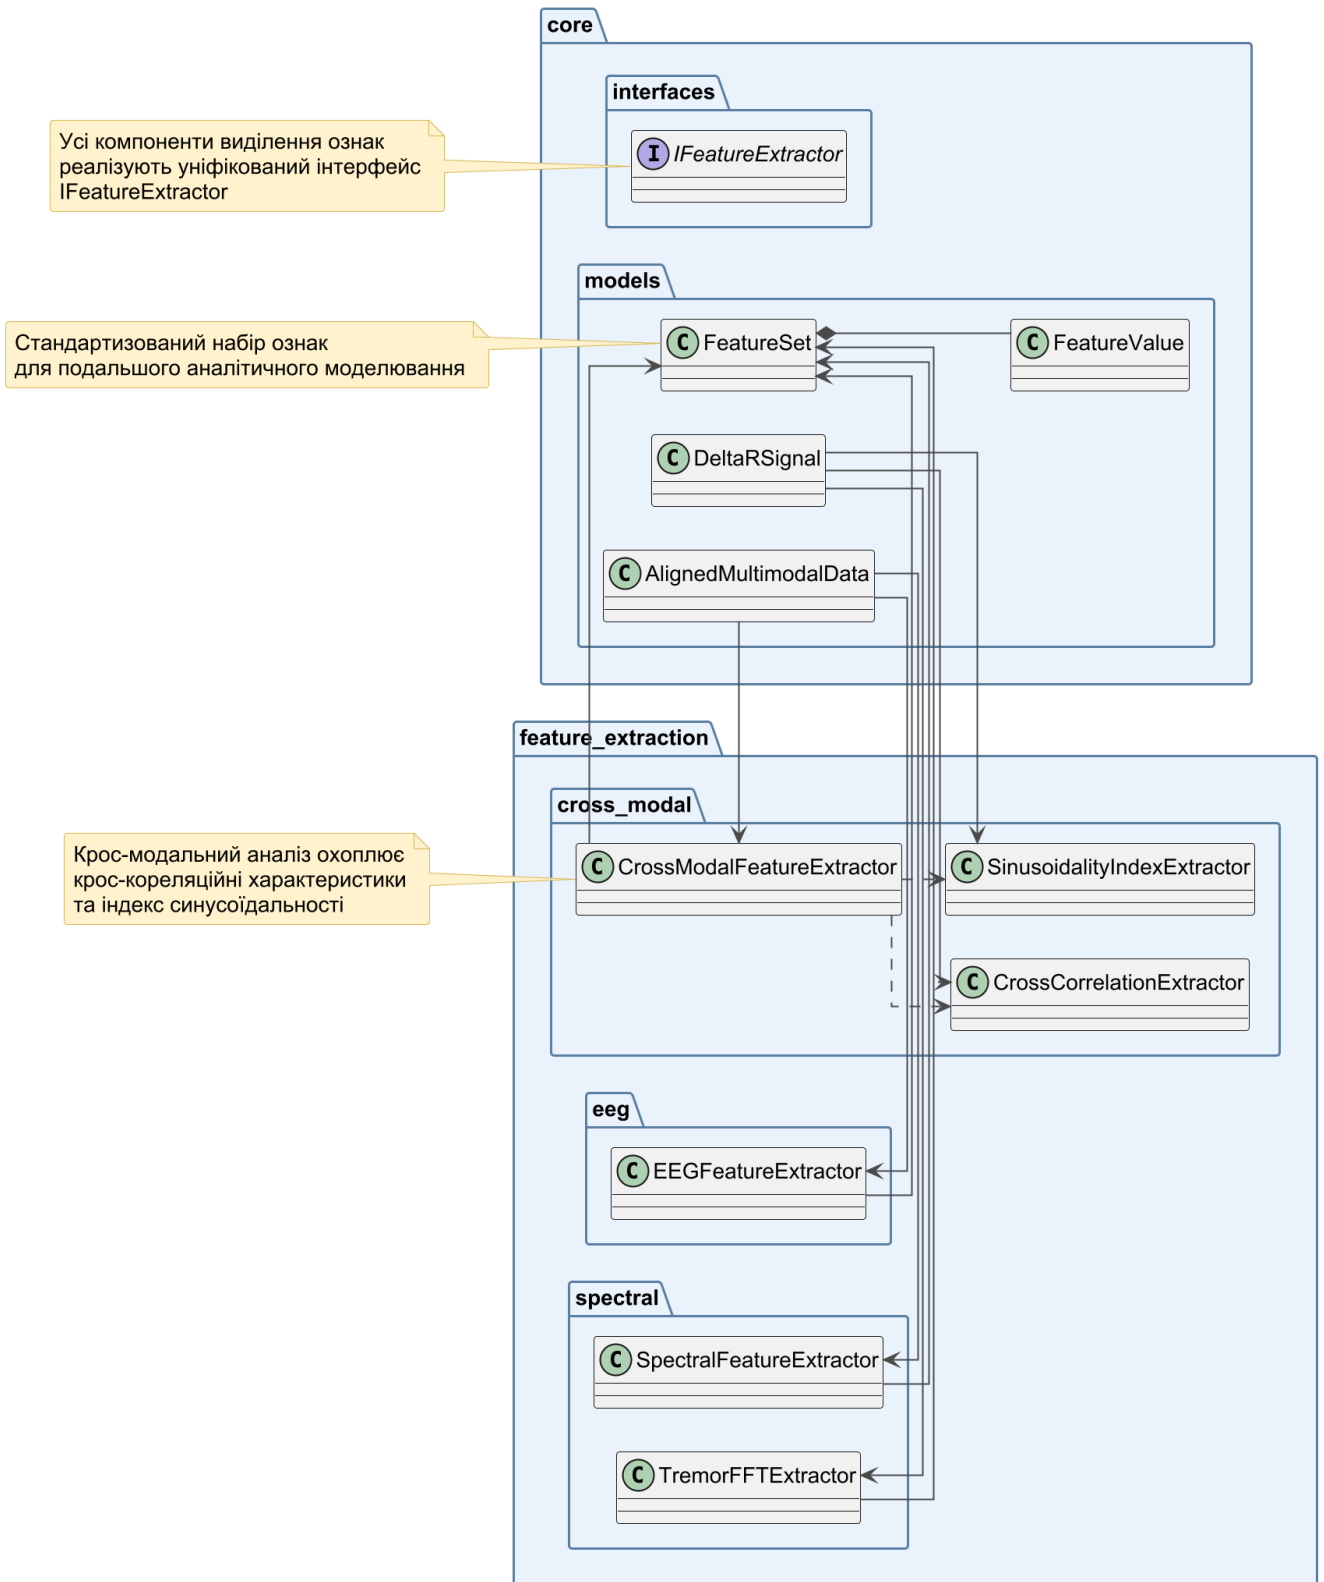 core
interfaces
Усі компоненти виділення ознак
реалізують уніфікований інтерфейс
IFeatureExtractor
I IFeatureExtractor
models
Стандартизований набір ознак
для подальшого аналітичного моделювання
C FeatureSet
C FeatureValue
C DeltaRSignal
C AlignedMultimodalData
feature_extraction
cross_modal
Крос-модальний аналіз охоплює
крос-кореляційні характеристики
та індекс синусоїдальності
C CrossModalFeatureExtractor
C SinusoidalityIndexExtractor
C CrossCorrelationExtractor
eeg
C EEGFeatureExtractor
spectral
C SpectralFeatureExtractor
C TremorFFTExtractor